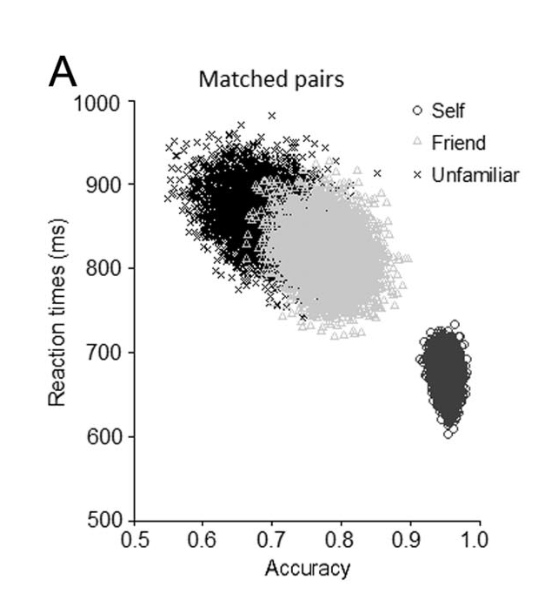 A
Matched pairs
Self
Friend
Unfamiliar
Reaction times (ms)
1000
900
800
700
600
500
0.5 0.6 0.7 0.8 0.9 1.0
Accuracy